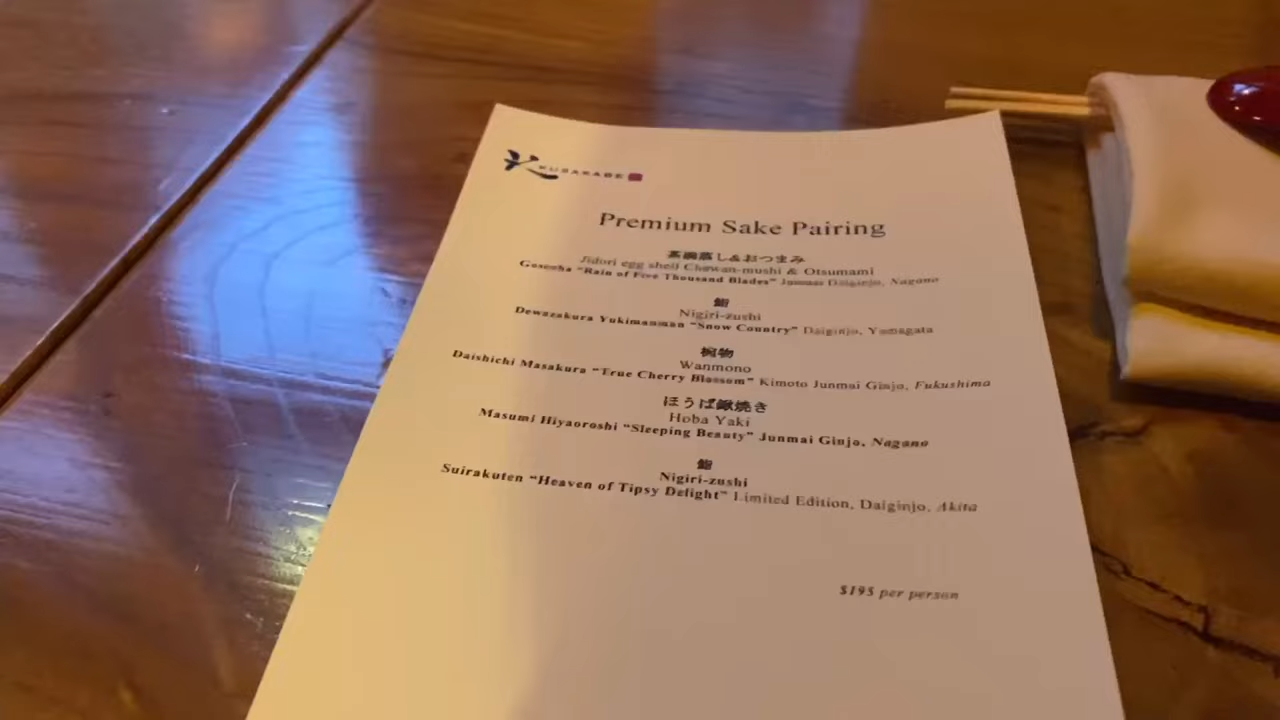 KUSAKABE
Premium Sake Pairing
茶碗蒸し&おつまみ
Jidori egg shell Chawan-mushi & Otsumami
"Rain of Five Thousand Blades" Junmai Daiginjo, Nagano
鮨
Nigiri-zushi
Dewazakura Yukimanman "Snow Country" Daiginjo, Yamagata
椀物
Wanmono
Daishichi Masakura "True Cherry Blossom" Kimoto Junmai Ginjo, Fukushima
ほうば鍬焼き
Hoba Yaki
Masumi Hiyaoroshi "Sleeping Beauty" Junmai Ginjo, Nagano
鮨
Nigiri-zushi
Suirakuten "Heaven of Tipsy Delight" Limited Edition, Daiginjo, Akita
$195 per person